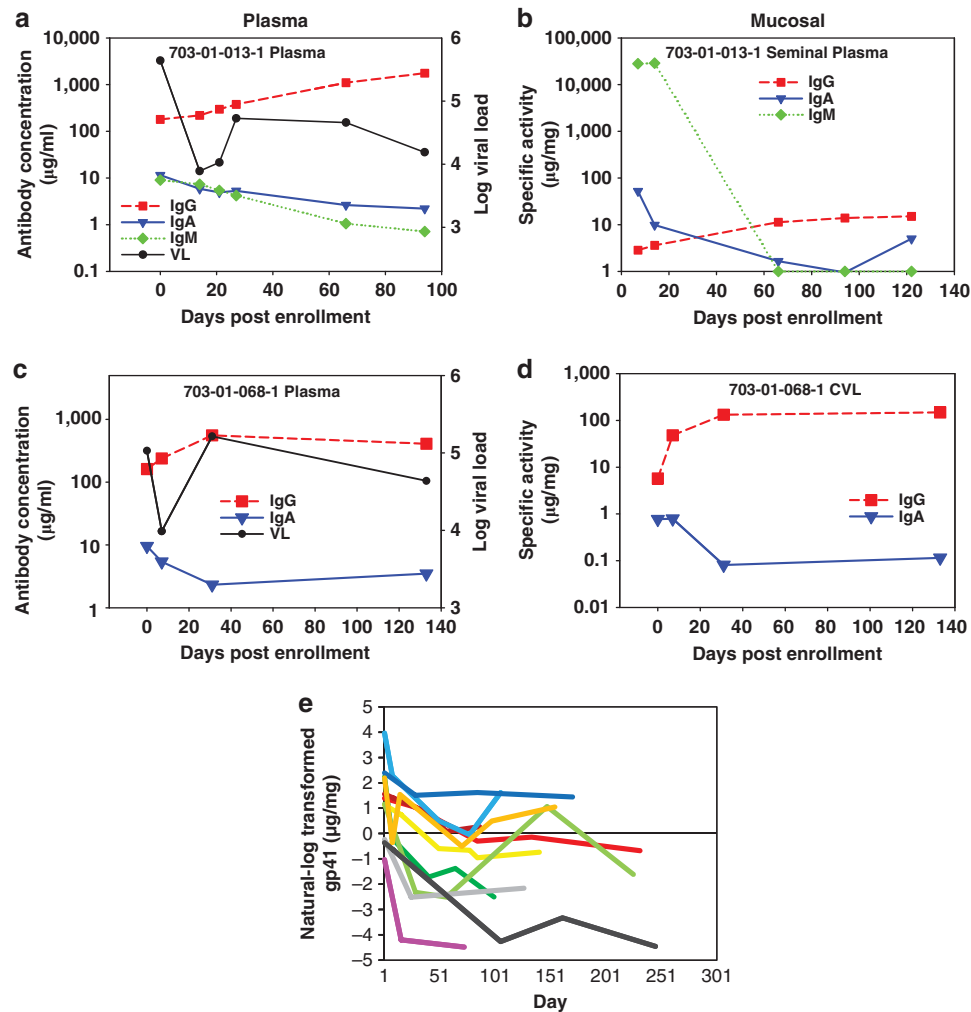 a
Plasma
703-01-013-1 Plasma
Antibody concentration
(µg/ml)
10,000
1,000
100
10
1
0.1
6
5
4
3
Log viral load
IgG
IgA
IgM
VL
0 20 40 60 80 100
Days post enrollment
b
Mucosal
703-01-013-1 Seminal Plasma
Specific activity
(µg/mg)
100,000
10,000
1,000
100
10
1
IgG
IgA
IgM
0 20 40 60 80 100 120 140
Days post enrollment
c
703-01-068-1 Plasma
Antibody concentration
(µg/ml)
1,000
100
10
1
6
5
4
3
Log viral load
IgG
IgA
VL
0 20 40 60 80 100 120 140
Days post enrollment
d
703-01-068-1 CVL
Specific activity
(µg/mg)
1,000
100
10
1
0.1
0.01
IgG
IgA
0 20 40 60 80 100 120 140
Days post enrollment
e
Natural-log transformed
gp41 (µg/mg)
5
4
3
2
1
0
–1
–2
–3
–4
–5
1 51 101 151 201 251 301
Day